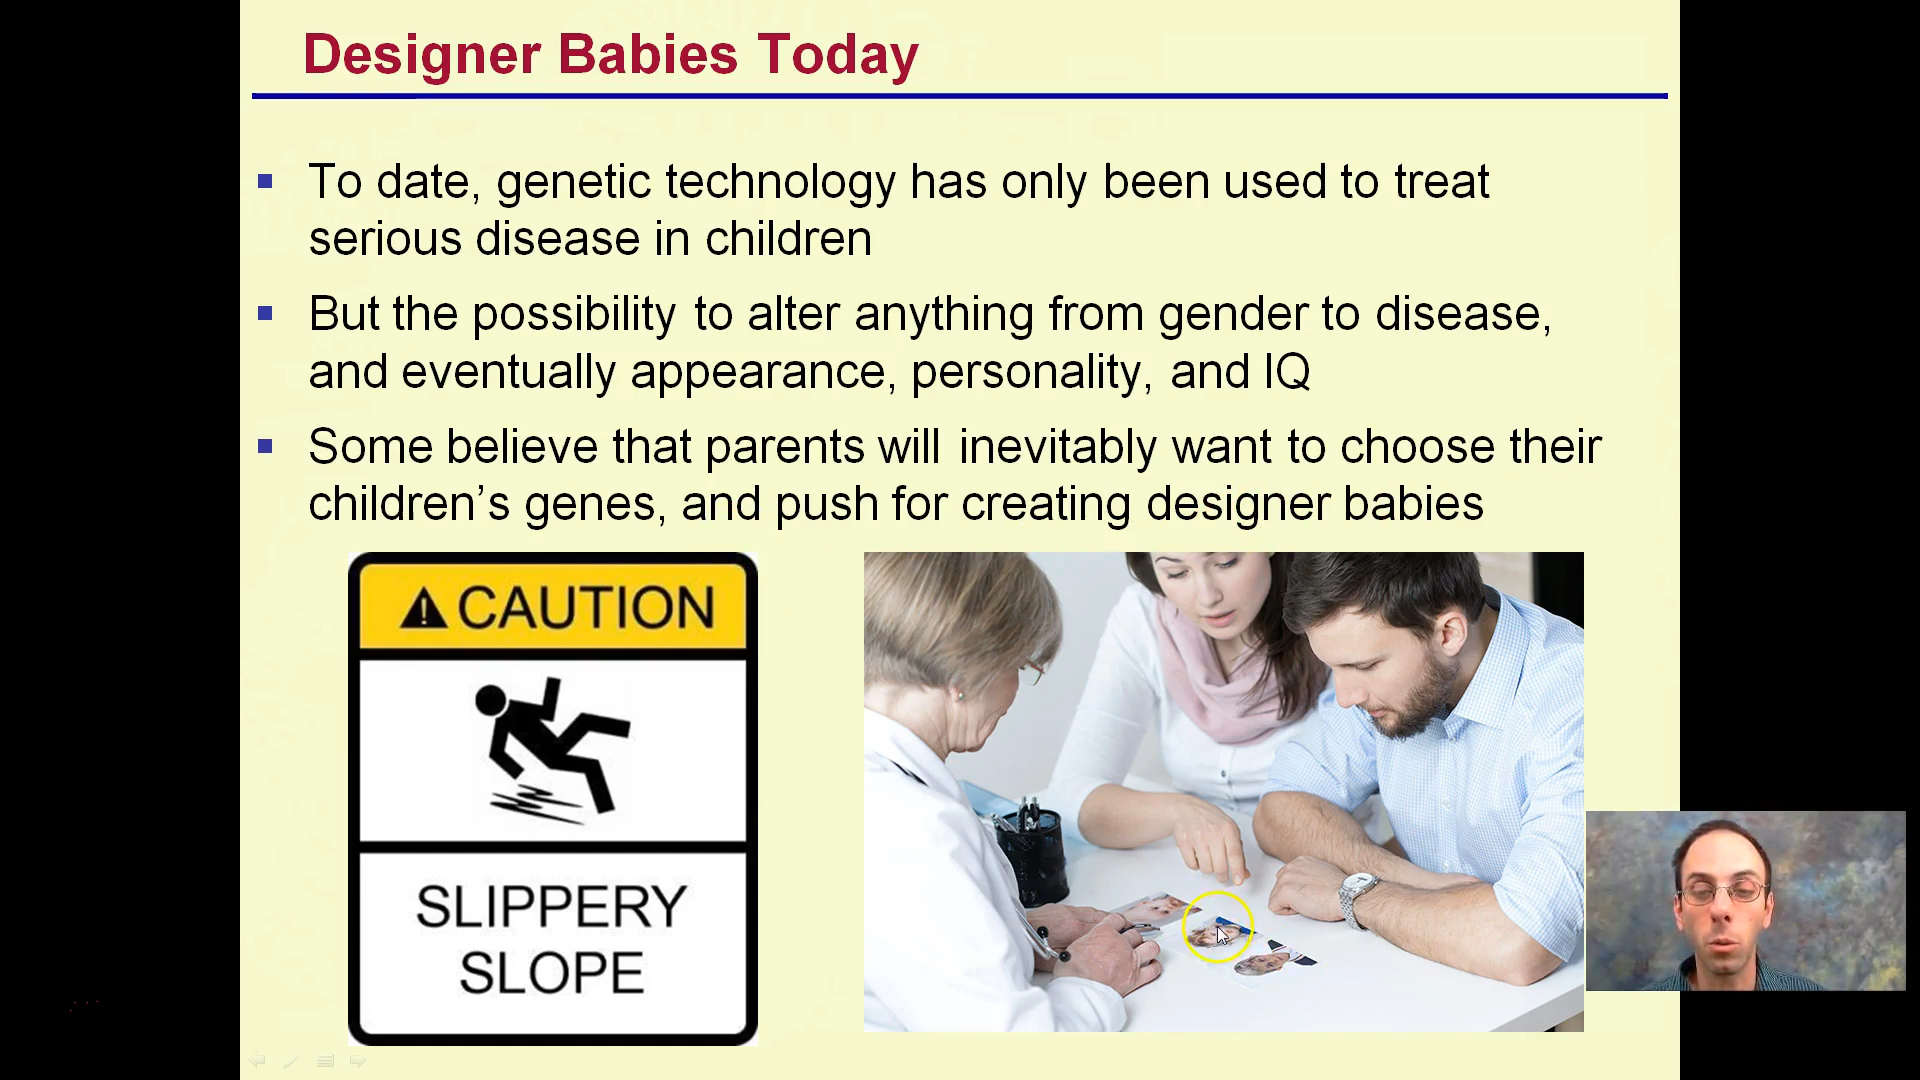 Designer Babies Today
To date, genetic technology has only been used to treat
serious disease in children
But the possibility to alter anything from gender to disease,
and eventually appearance, personality, and IQ
Some believe that parents will inevitably want to choose their
children’s genes, and push for creating designer babies
CAUTION
SLIPPERY
SLOPE